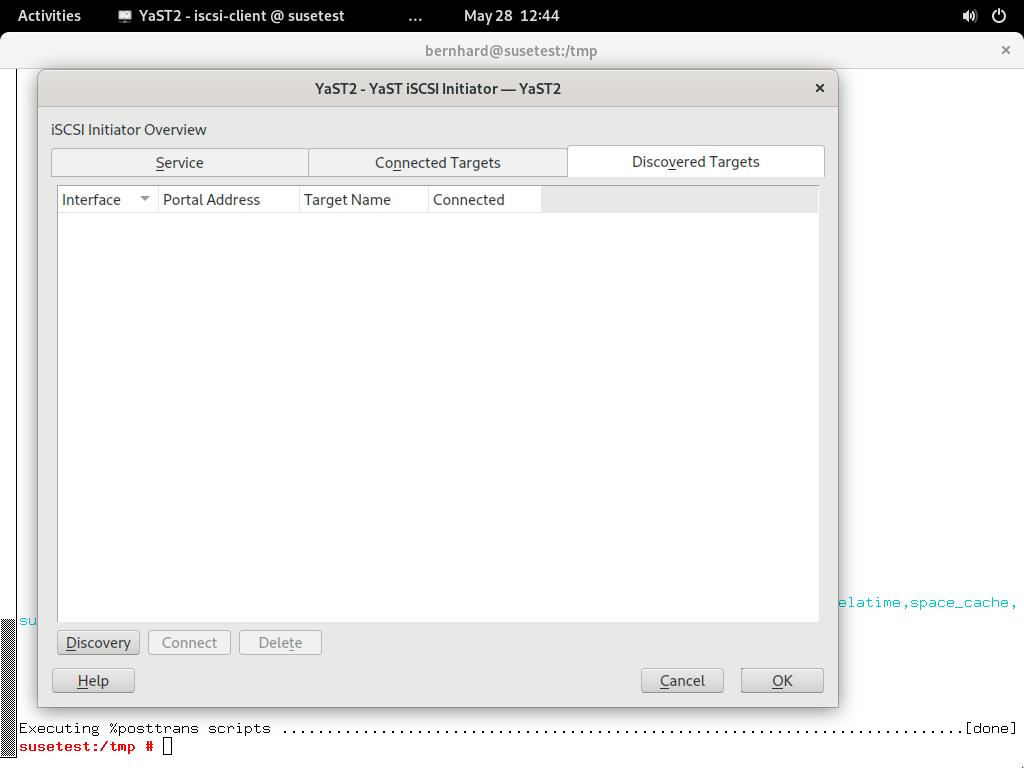 Activities YaST2 - iscsi-client @ susetest ... May 28 12:44
bernhard@susetest:/tmp
YaST2 - YaST iSCSI Initiator — YaST2
iSCSI Initiator Overview
Service Connected Targets Discovered Targets
Interface Portal Address Target Name Connected
elatime,space_cache,
su
Discovery Connect Delete
Help Cancel OK
Executing %posttrans scripts ............................................................................[done]
susetest:/tmp #